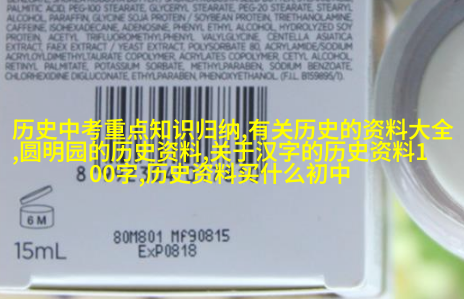 PALMITIC ACID, PEG-100 STEARATE, GLYCERYL STEARATE, PEG-20 STEARATE, STEARYL
ALCOHOL, PARAFFIN, GLYCINE SOJA PROTEIN / SOYBEAN PROTEIN, TRIETHANOLAMINE,
CAFFEINE, ISOHEXADECANE, ADENOSINE, PHENYL ETHYL ALCOHOL, HYDROLYZED SOY
PROTEIN, ACETYL TRIFLUOROMETHYLPHENYL VALYLGLYCINE, CENTELLA ASIATICA
EXTRACT, FAEX EXTRACT / YEAST EXTRACT, POLYSORBATE 80, ACRYLAMIDE/SODIUM
ACRYLOYLDIMETHYLTAURATE COPOLYMER, ACRYLATES COPOLYMER, CETYL ALCOHOL,
RETINYL PALMITATE, POTASSIUM SORBATE, METHYLPARABEN, SODIUM BENZOATE,
CHLORHEXIDINE DIGLUCONATE, ETHYLPARABEN, PHENOXYETHANOL. (F.I.L. B159895/1).
历史中考重点知识归纳,有关历史的资料大全
,圆明园的历史资料,关于汉字的历史资料1
00字,历史资料买什么初中
6 M
15mL
80M801 Mf90815
ExP0818